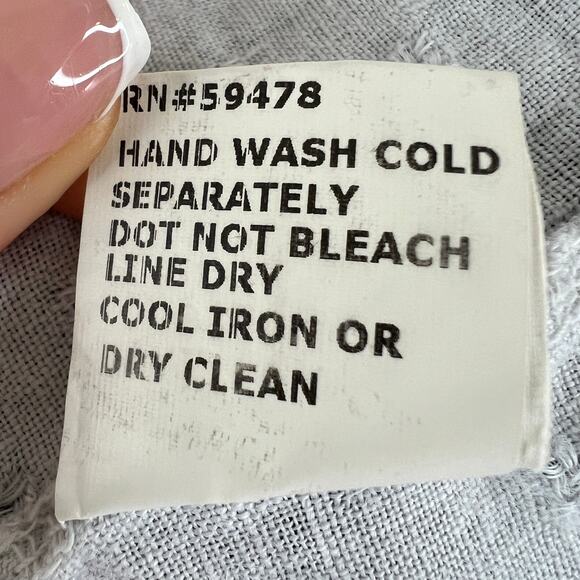 RN#59478
HAND WASH COLD
SEPARATELY
DOT NOT BLEACH
LINE DRY
COOL IRON OR
DRY CLEAN